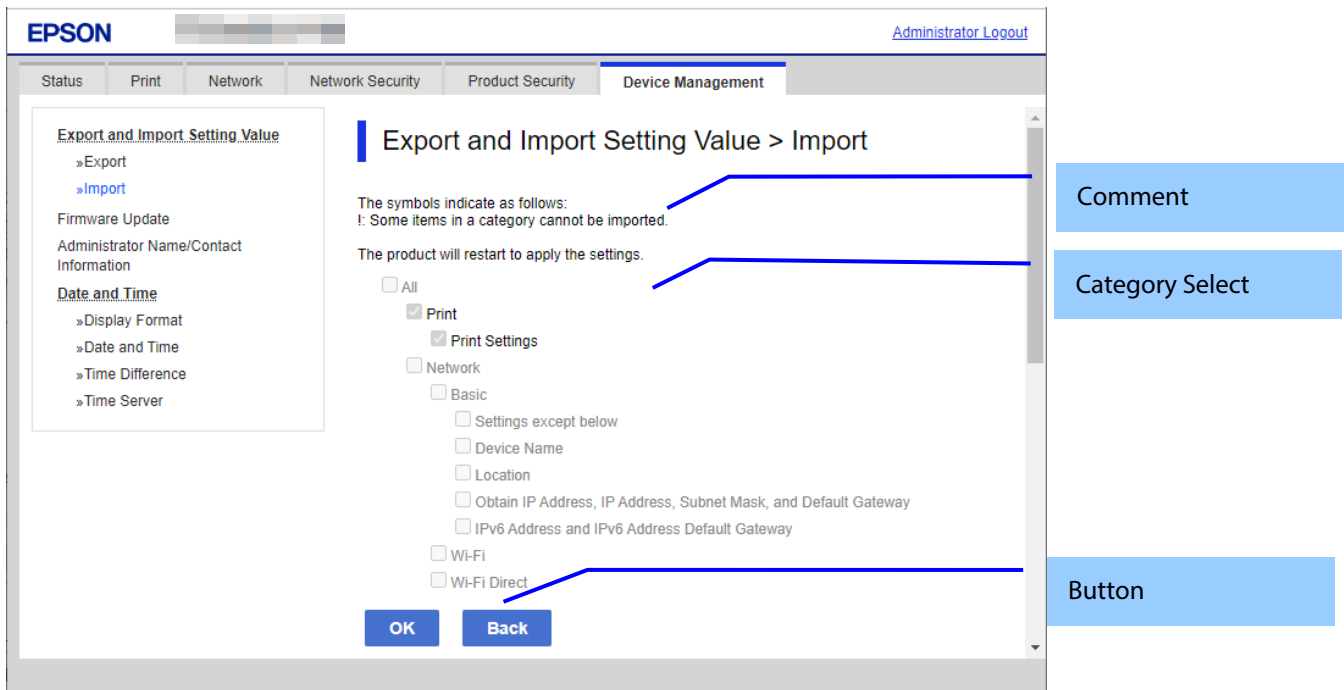 EPSON
Administrator Logout
Status Print Network Network Security Product Security Device Management
Export and Import Setting Value
»Export
»Import
Firmware Update
Administrator Name/Contact
Information
Date and Time
»Display Format
»Date and Time
»Time Difference
»Time Server
Export and Import Setting Value > Import
The symbols indicate as follows:
!: Some items in a category cannot be imported.
The product will restart to apply the settings.
All
Print
Print Settings
Network
Basic
Settings except below
Device Name
Location
Obtain IP Address, IP Address, Subnet Mask, and Default Gateway
IPv6 Address and IPv6 Address Default Gateway
Wi-Fi
Wi-Fi Direct
OK Back
Comment
Category Select
Button